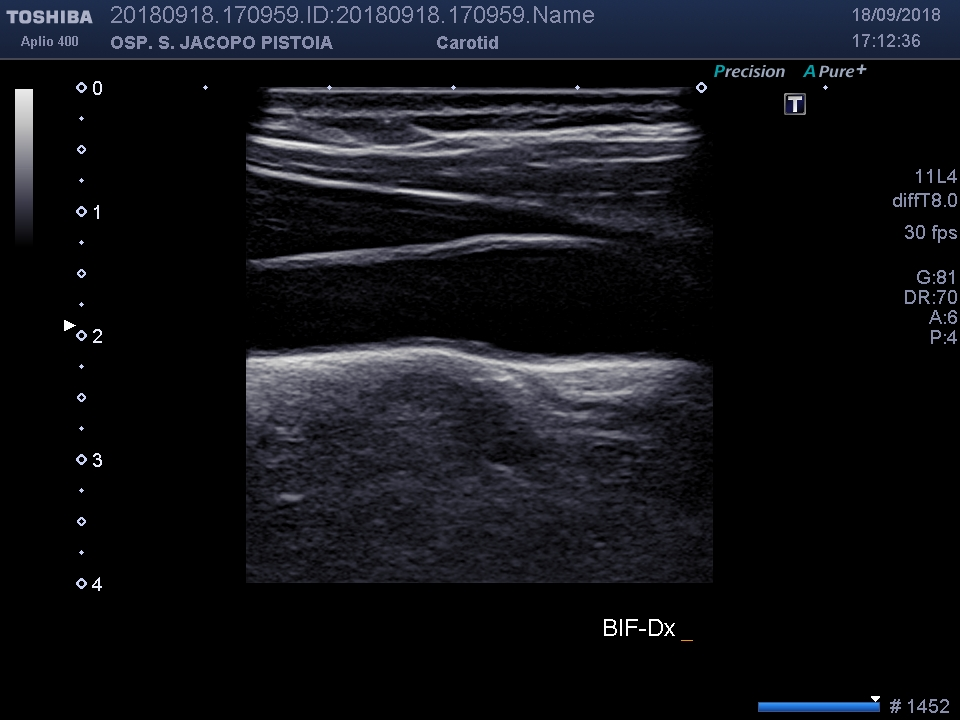 TOSHIBA 20180918.170959.ID:20180918.170959.Name 18/09/2018
Aplio 400 OSP. S. JACOPO PISTOIA Carotid 17:12:36
Precision A Pure+
T
0
1
2
3
4
11L4
diffT8.0
30 fps
G:81
DR:70
A:6
P:4
BIF-Dx _
# 1452